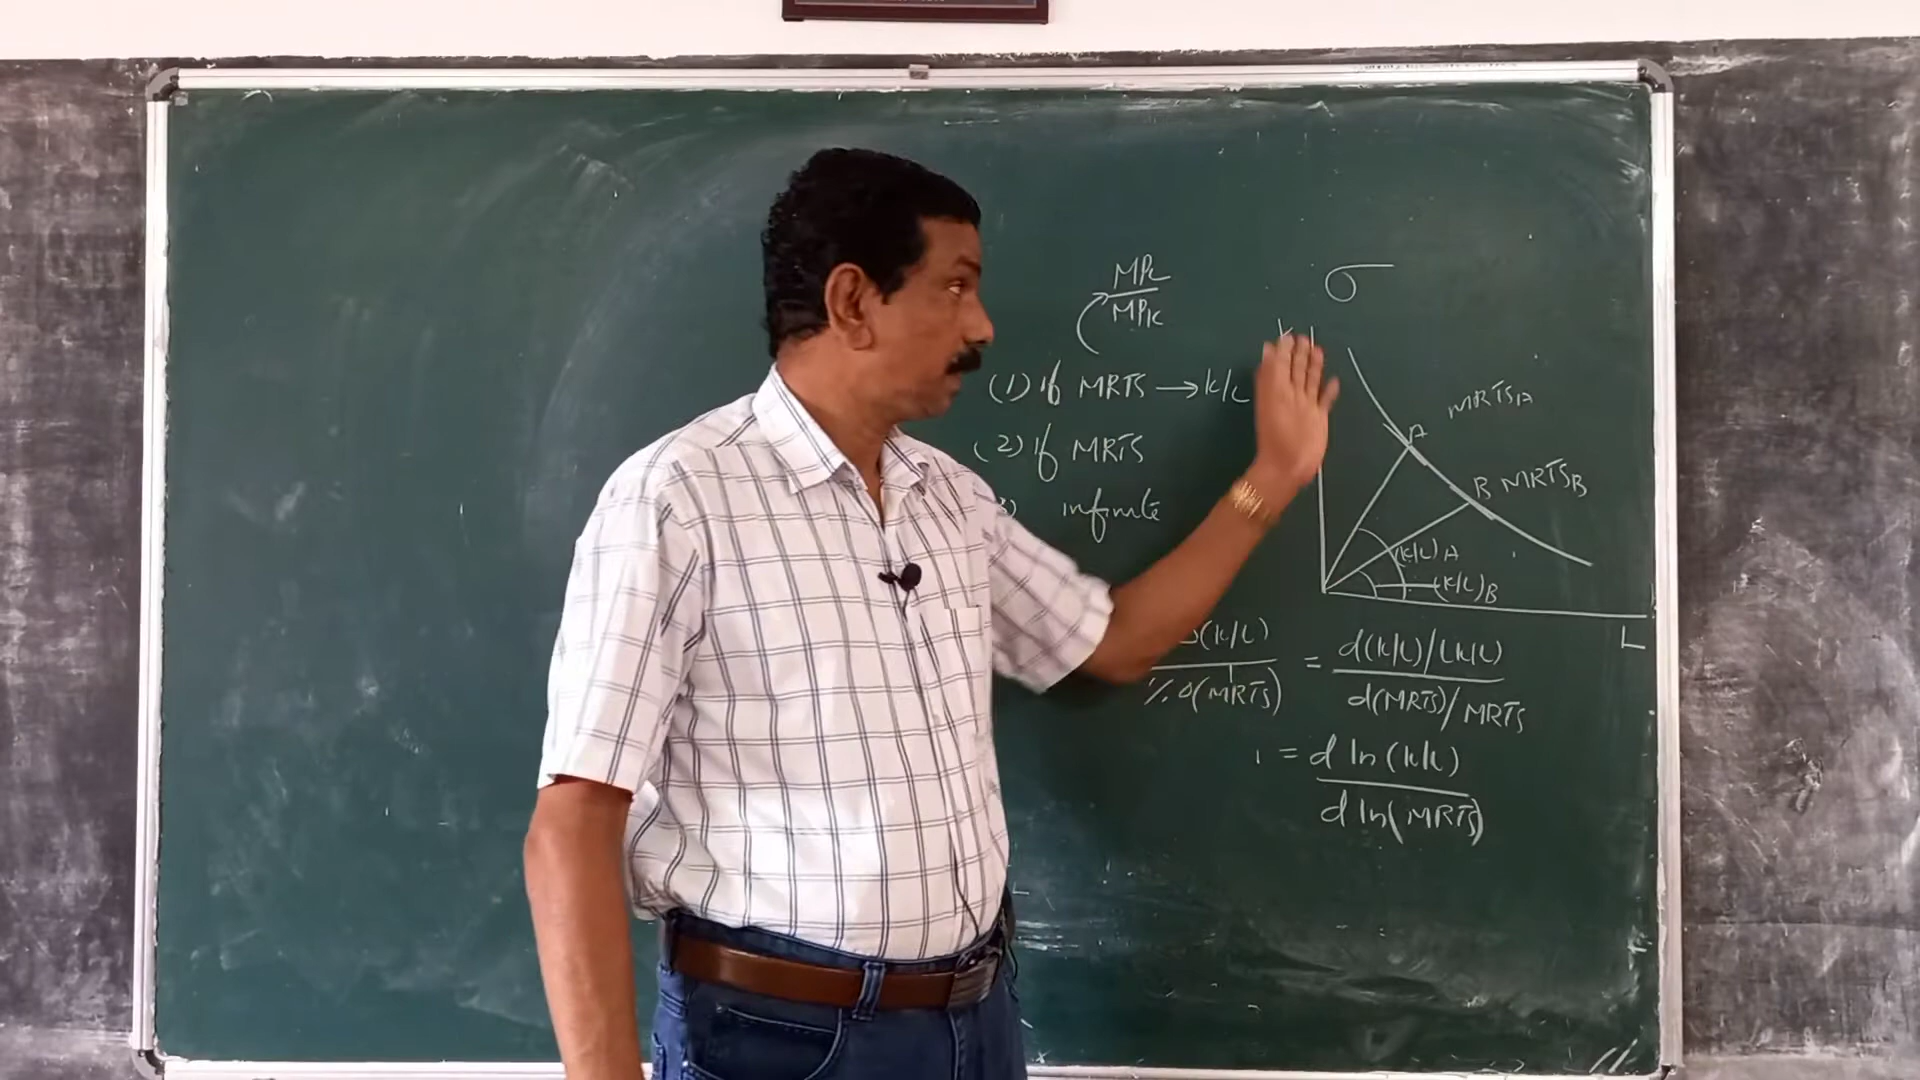 MPL
MPK
σ
(1) If MRTS → K/L
(2) If MRTS
infinite
MRTSA
A
B MRTSB
(K/L)A
(K/L)B
L
(K/L)
%Δ(MRTS)
= d(K/L)/(K/L)
d(MRTS)/MRTS
= d ln(K/L)
d ln(MRTS)